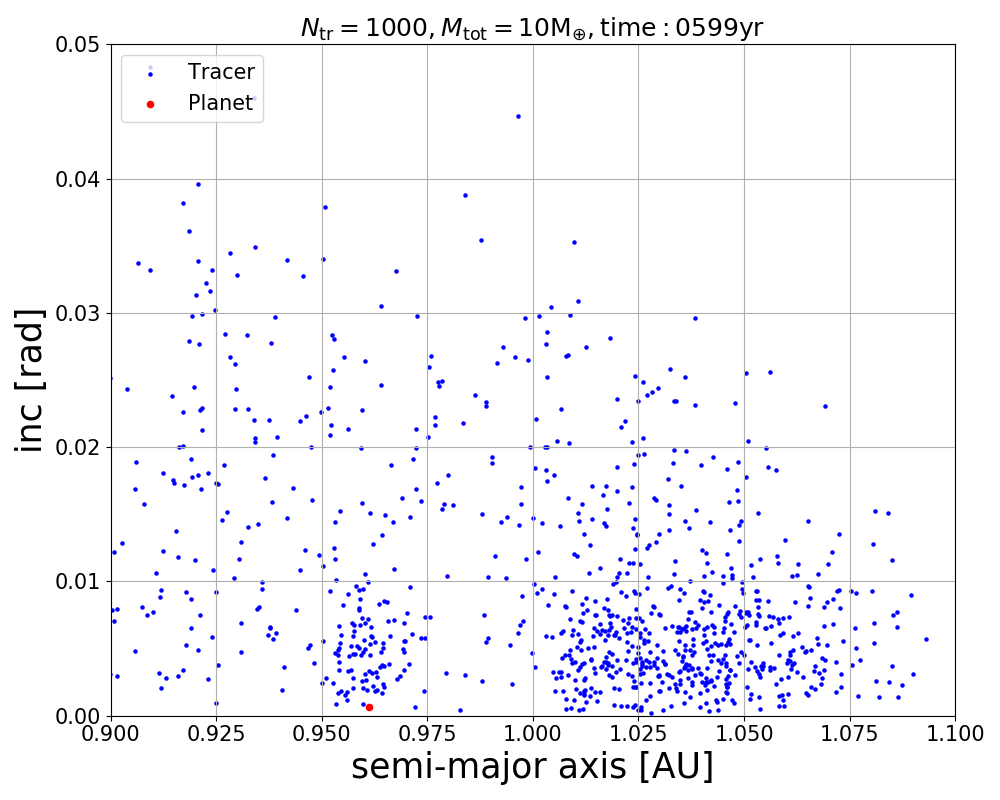 N_tr = 1000, M_tot = 10M_⊕, time : 0599yr
0.05
Tracer
Planet
0.04
0.03
inc [rad]
0.02
0.01
0.00
0.900 0.925 0.950 0.975 1.000 1.025 1.050 1.075 1.100
semi-major axis [AU]